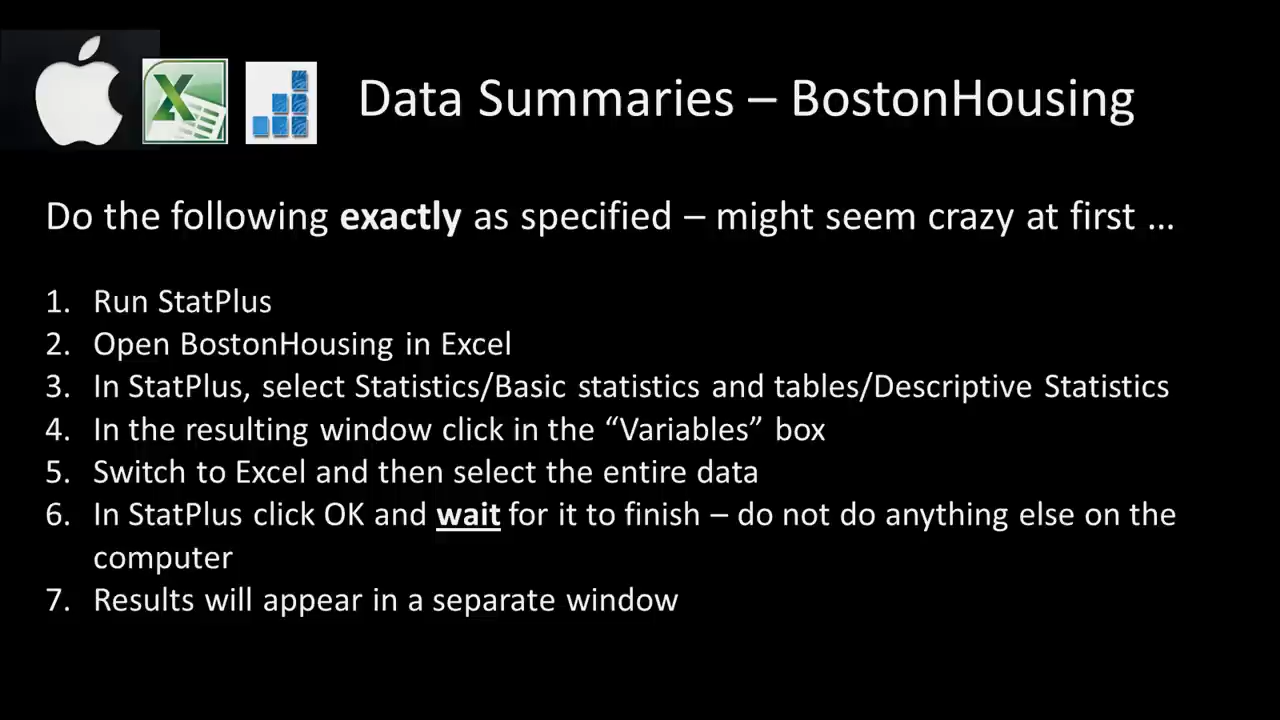 Data Summaries – BostonHousing
Do the following exactly as specified – might seem crazy at first …
1. Run StatPlus
2. Open BostonHousing in Excel
3. In StatPlus, select Statistics/Basic statistics and tables/Descriptive Statistics
4. In the resulting window click in the “Variables” box
5. Switch to Excel and then select the entire data
6. In StatPlus click OK and wait for it to finish – do not do anything else on the
computer
7. Results will appear in a separate window